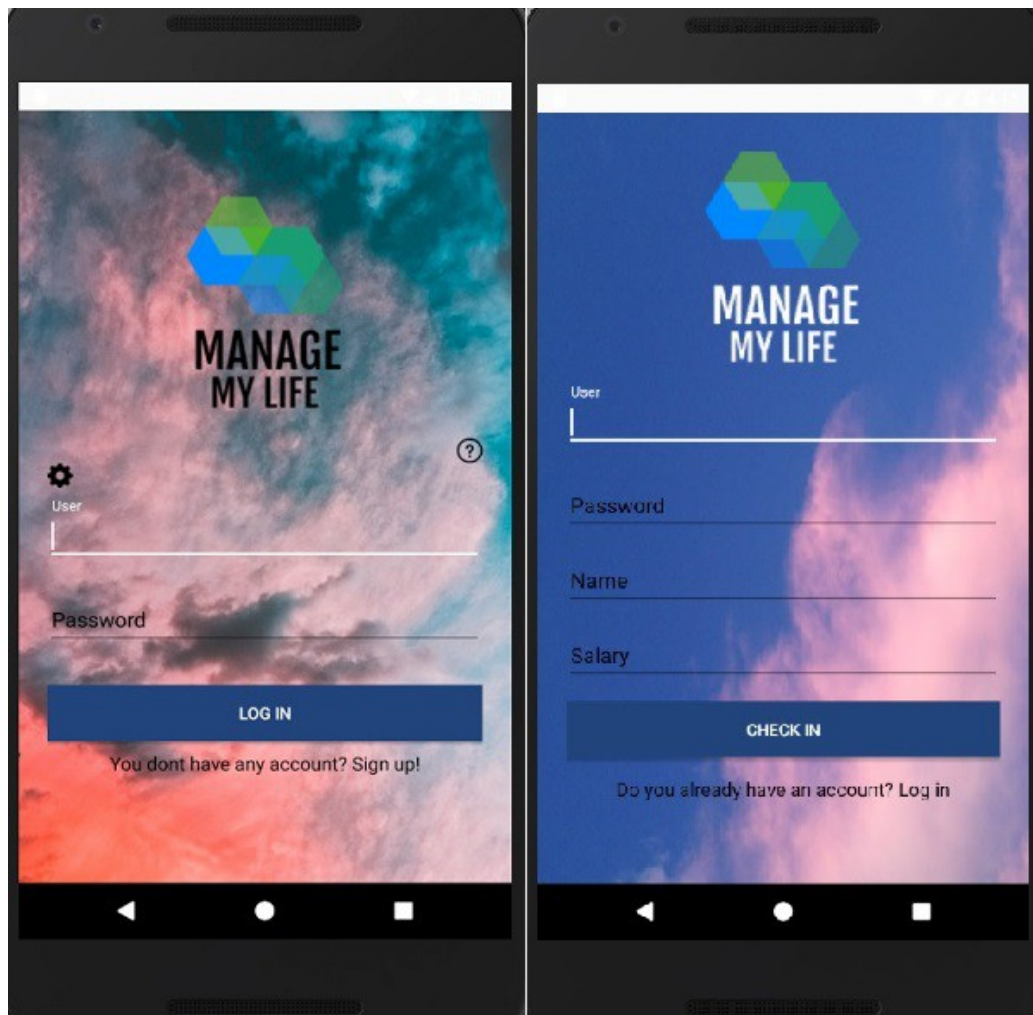 MANAGE
MY LIFE
?
User
Password
LOG IN
You dont have any account? Sign up!
MANAGE
MY LIFE
User
Password
Name
Salary
CHECK IN
Do you already have an account? Log in